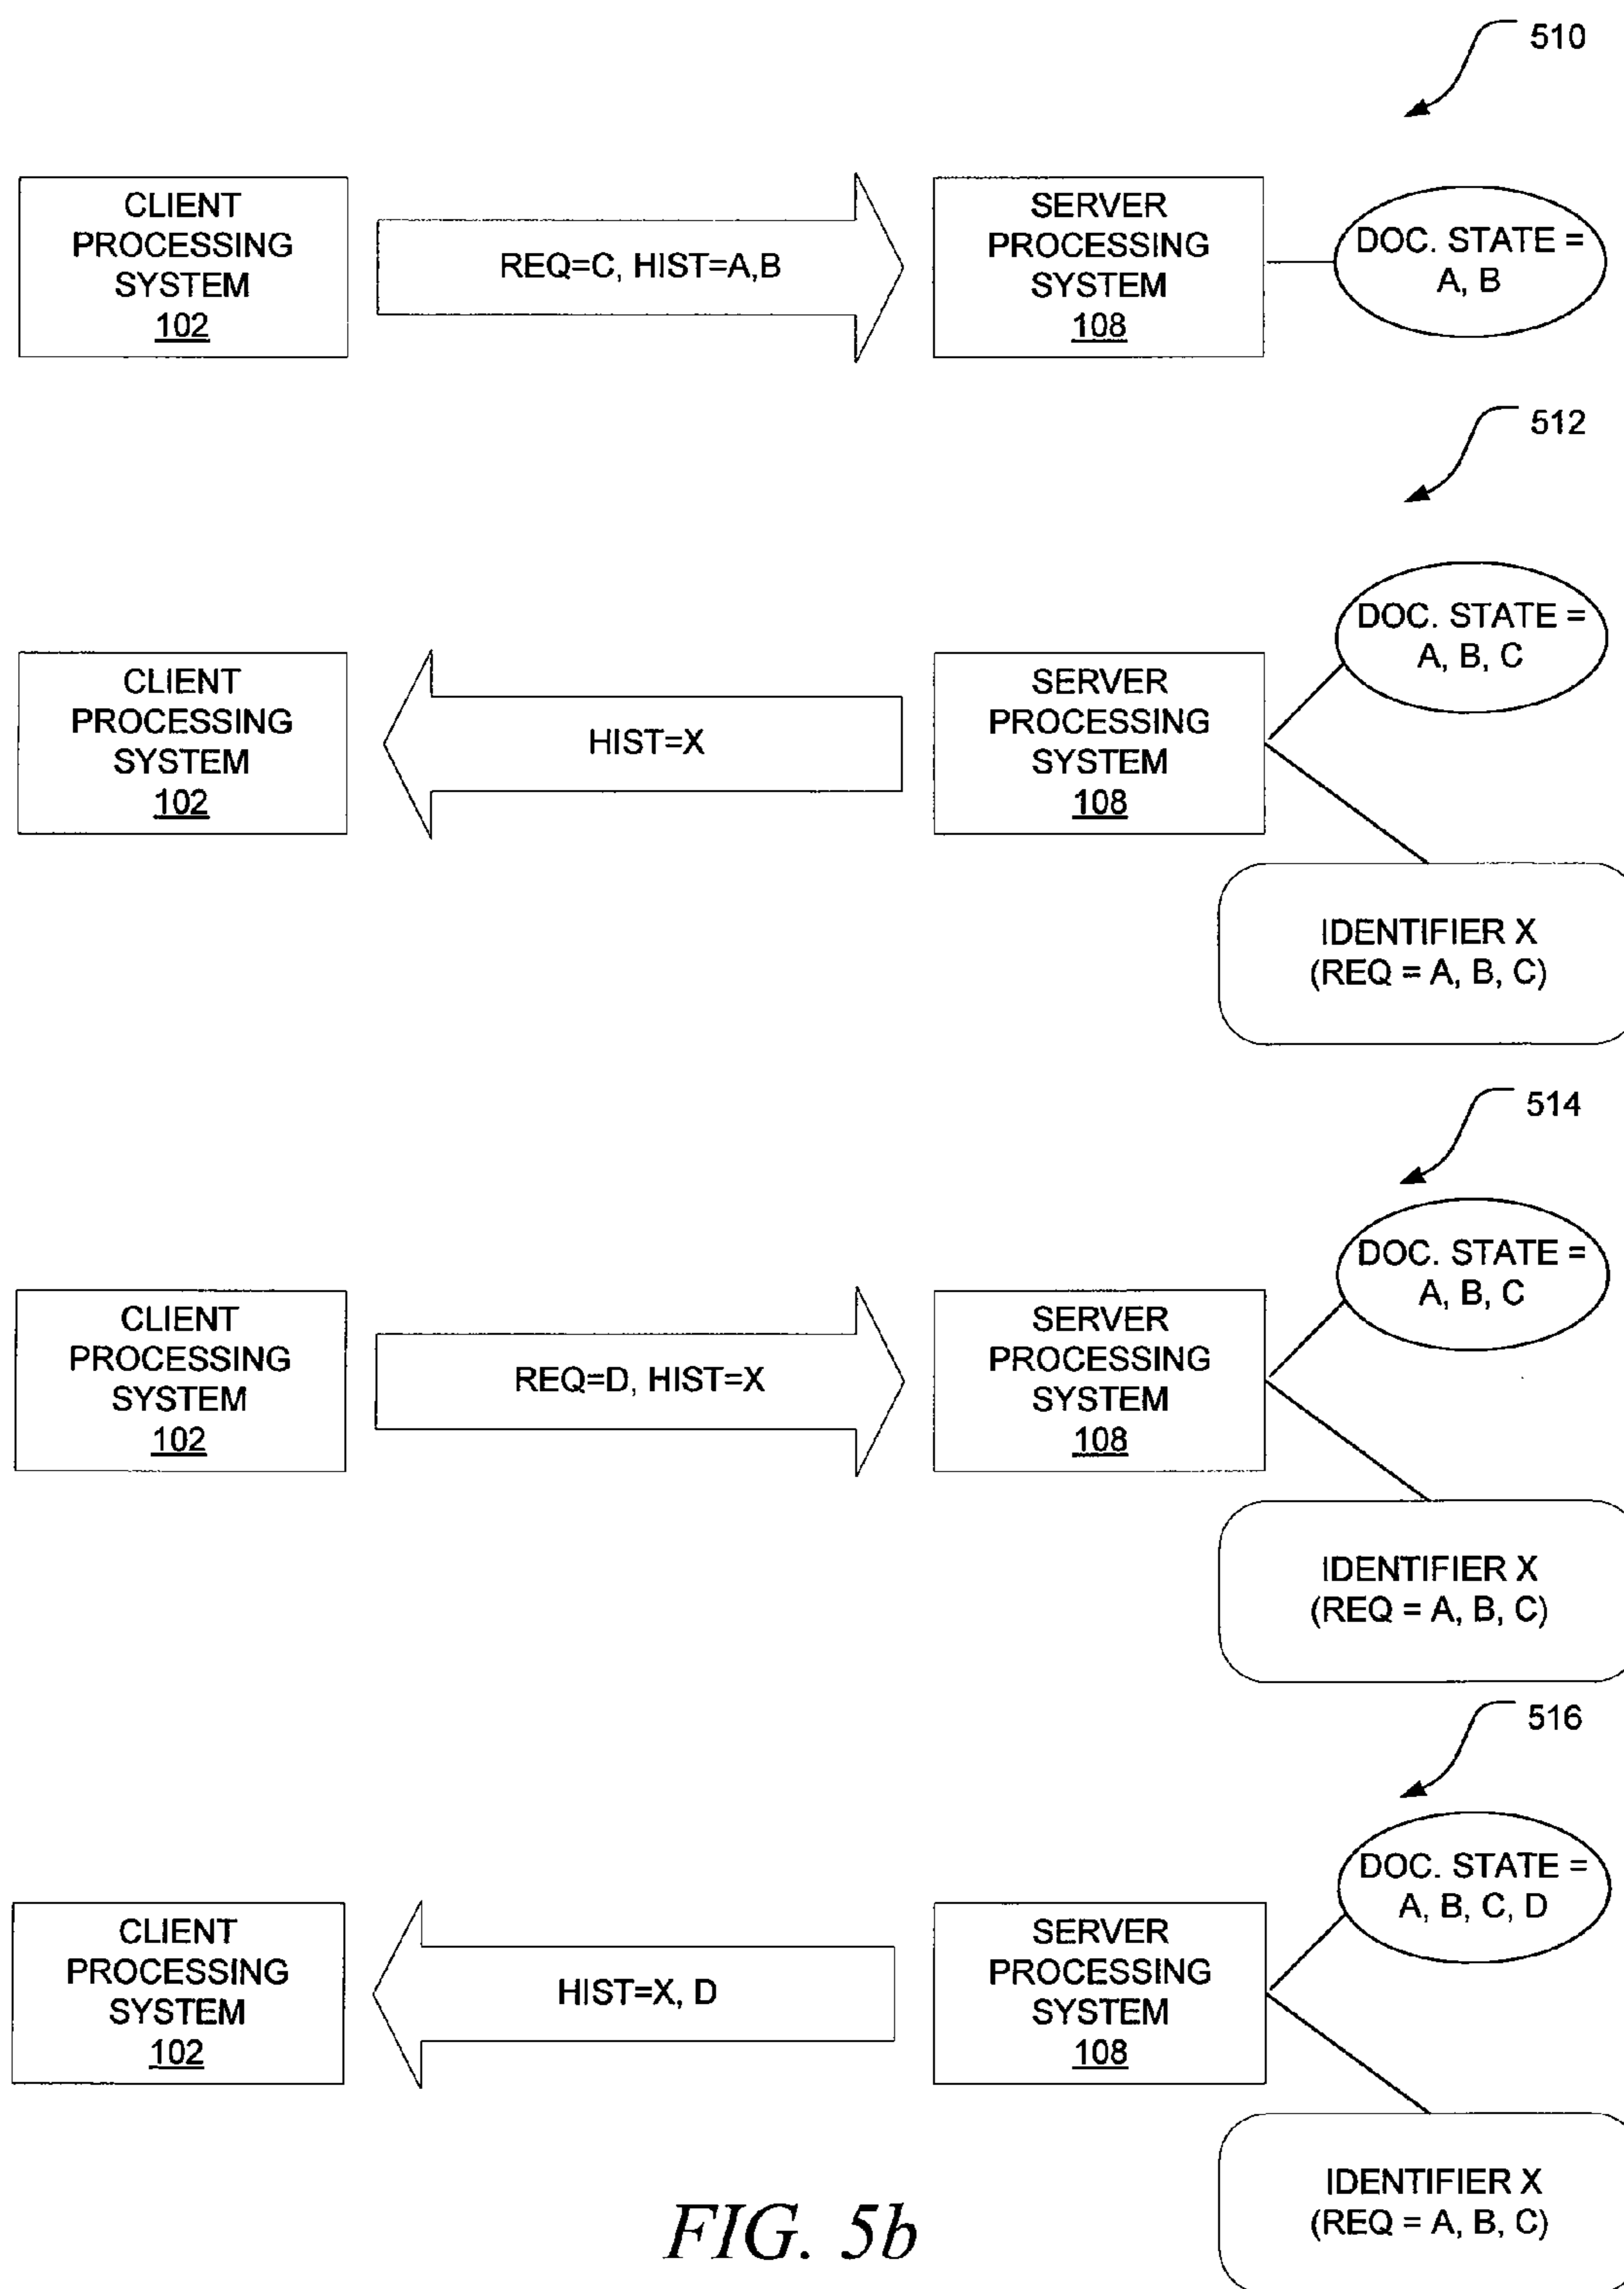 510
CLIENT
PROCESSING
SYSTEM
102
REQ=C, HIST=A,B
SERVER
PROCESSING
SYSTEM
108
DOC. STATE =
A, B
512
CLIENT
PROCESSING
SYSTEM
102
HIST=X
SERVER
PROCESSING
SYSTEM
108
DOC. STATE =
A, B, C
IDENTIFIER X
(REQ = A, B, C)
514
CLIENT
PROCESSING
SYSTEM
102
REQ=D, HIST=X
SERVER
PROCESSING
SYSTEM
108
DOC. STATE =
A, B, C
IDENTIFIER X
(REQ = A, B, C)
516
CLIENT
PROCESSING
SYSTEM
102
HIST=X, D
SERVER
PROCESSING
SYSTEM
108
DOC. STATE =
A, B, C, D
IDENTIFIER X
(REQ = A, B, C)
FIG. 5b